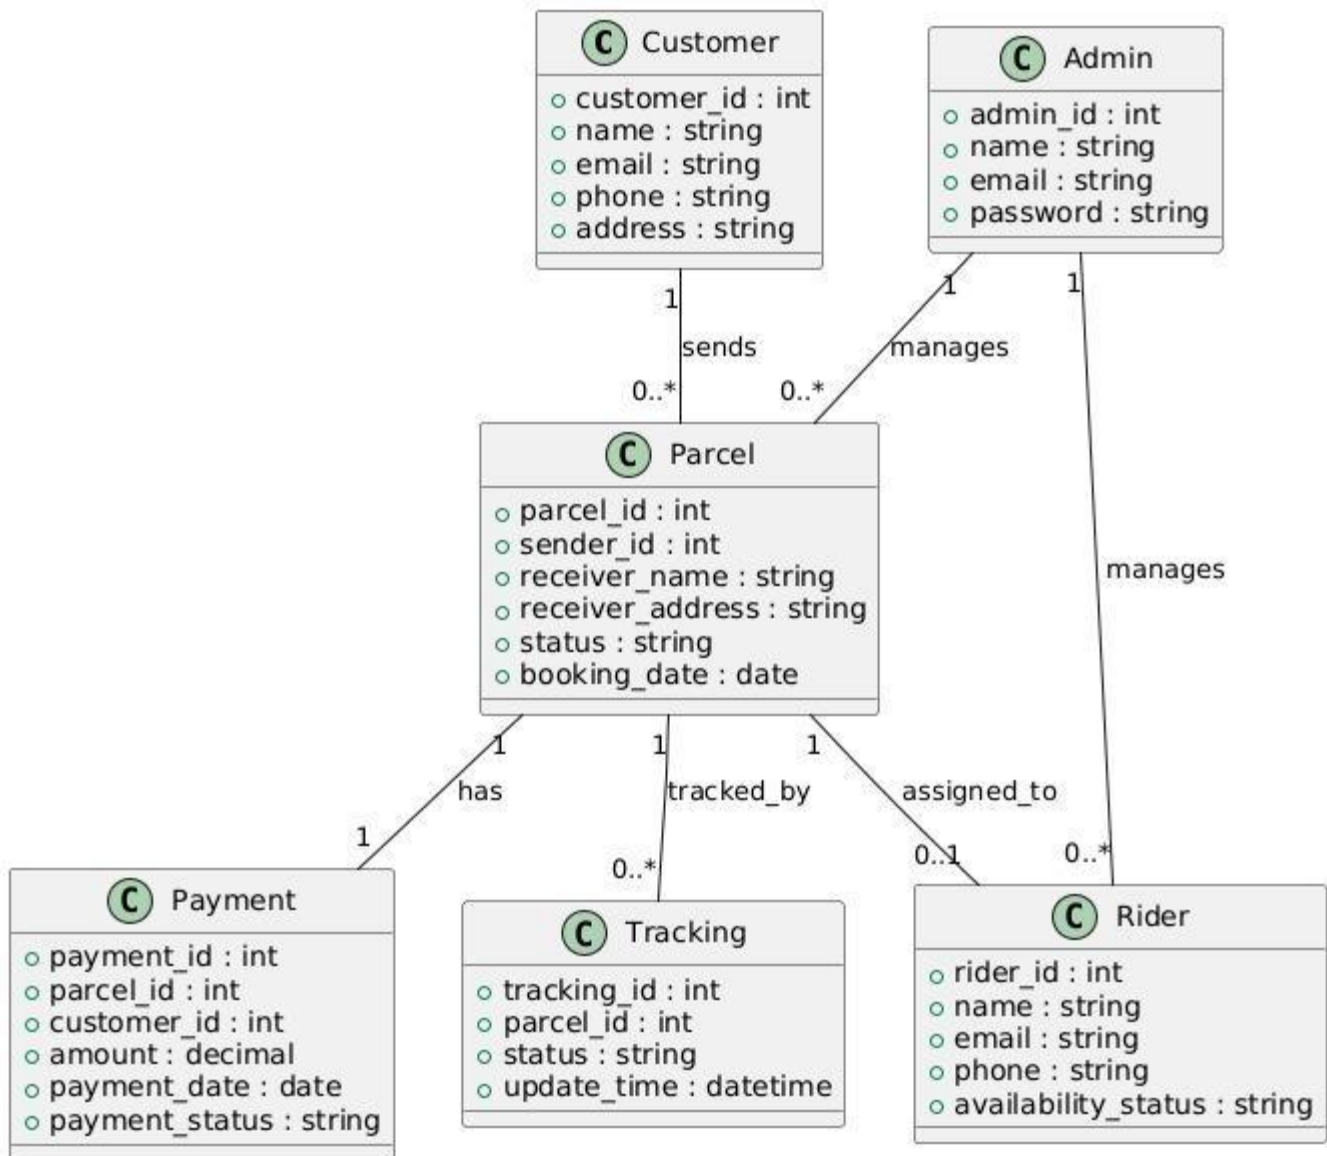 C Customer
customer_id : int
name : string
email : string
phone : string
address : string
C Admin
admin_id : int
name : string
email : string
password : string
1
sends
0..*
1
manages
0..*
1
manages
0..*
C Parcel
parcel_id : int
sender_id : int
receiver_name : string
receiver_address : string
status : string
booking_date : date
1
has
1
1
tracked_by
0..*
1
assigned_to
0..1
C Payment
payment_id : int
parcel_id : int
customer_id : int
amount : decimal
payment_date : date
payment_status : string
C Tracking
tracking_id : int
parcel_id : int
status : string
update_time : datetime
C Rider
rider_id : int
name : string
email : string
phone : string
availability_status : string